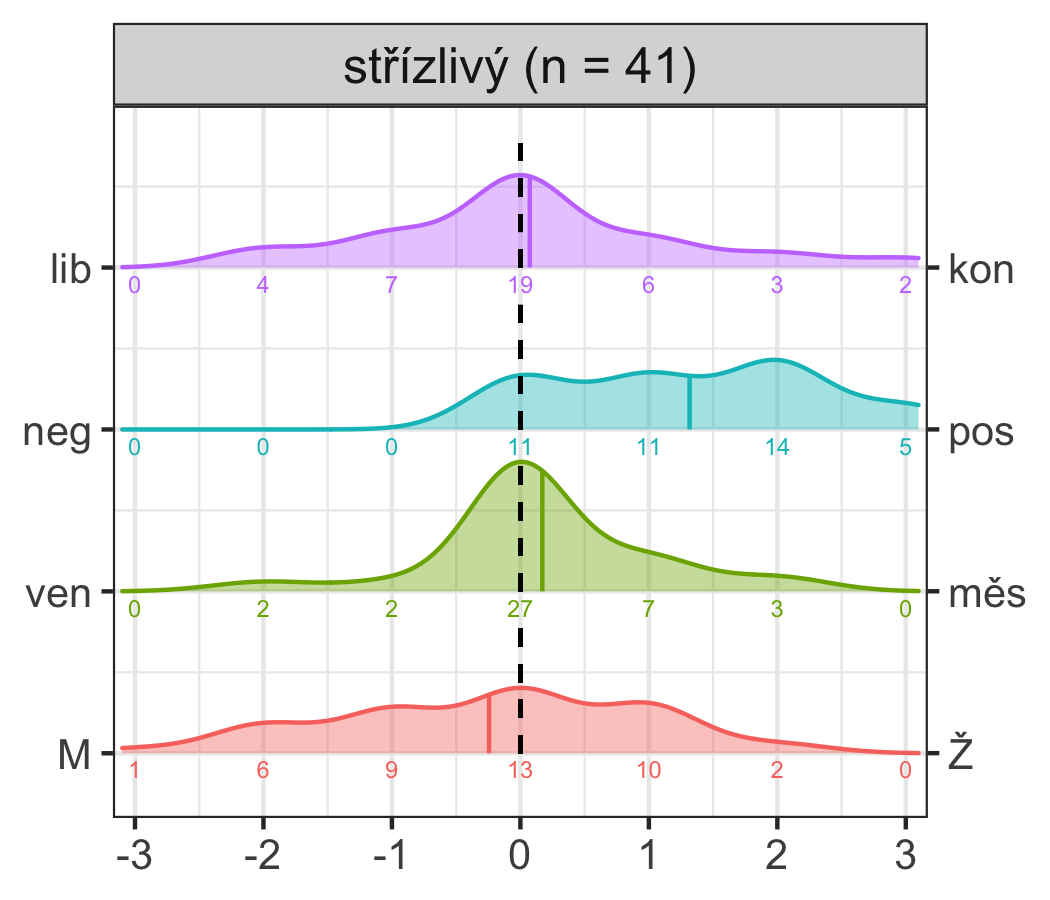 střízlivý (n = 41)
lib kon
0 4 7 19 6 3 2
neg pos
0 0 0 11 11 14 5
ven měs
0 2 2 27 7 3 0
M Ž
1 6 9 13 10 2 0
-3 -2 -1 0 1 2 3